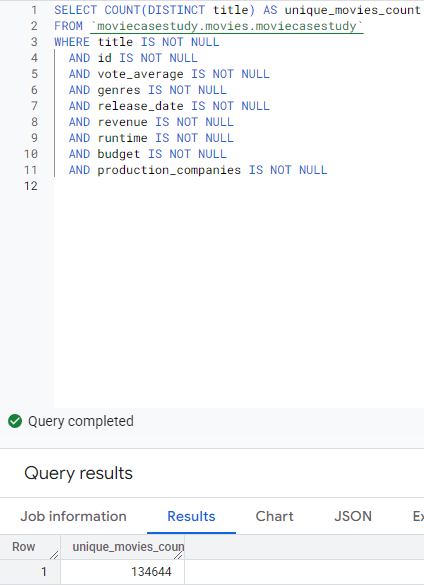 1 SELECT COUNT(DISTINCT title) AS unique_movies_count
2 FROM `moviecasestudy.movies.moviecasestudy`
3 WHERE title IS NOT NULL
4 AND id IS NOT NULL
5 AND vote_average IS NOT NULL
6 AND genres IS NOT NULL
7 AND release_date IS NOT NULL
8 AND revenue IS NOT NULL
9 AND runtime IS NOT NULL
10 AND budget IS NOT NULL
11 AND production_companies IS NOT NULL
12
Query completed
Query results
Job information Results Chart JSON Ex
Row unique_movies_coun
1 134644